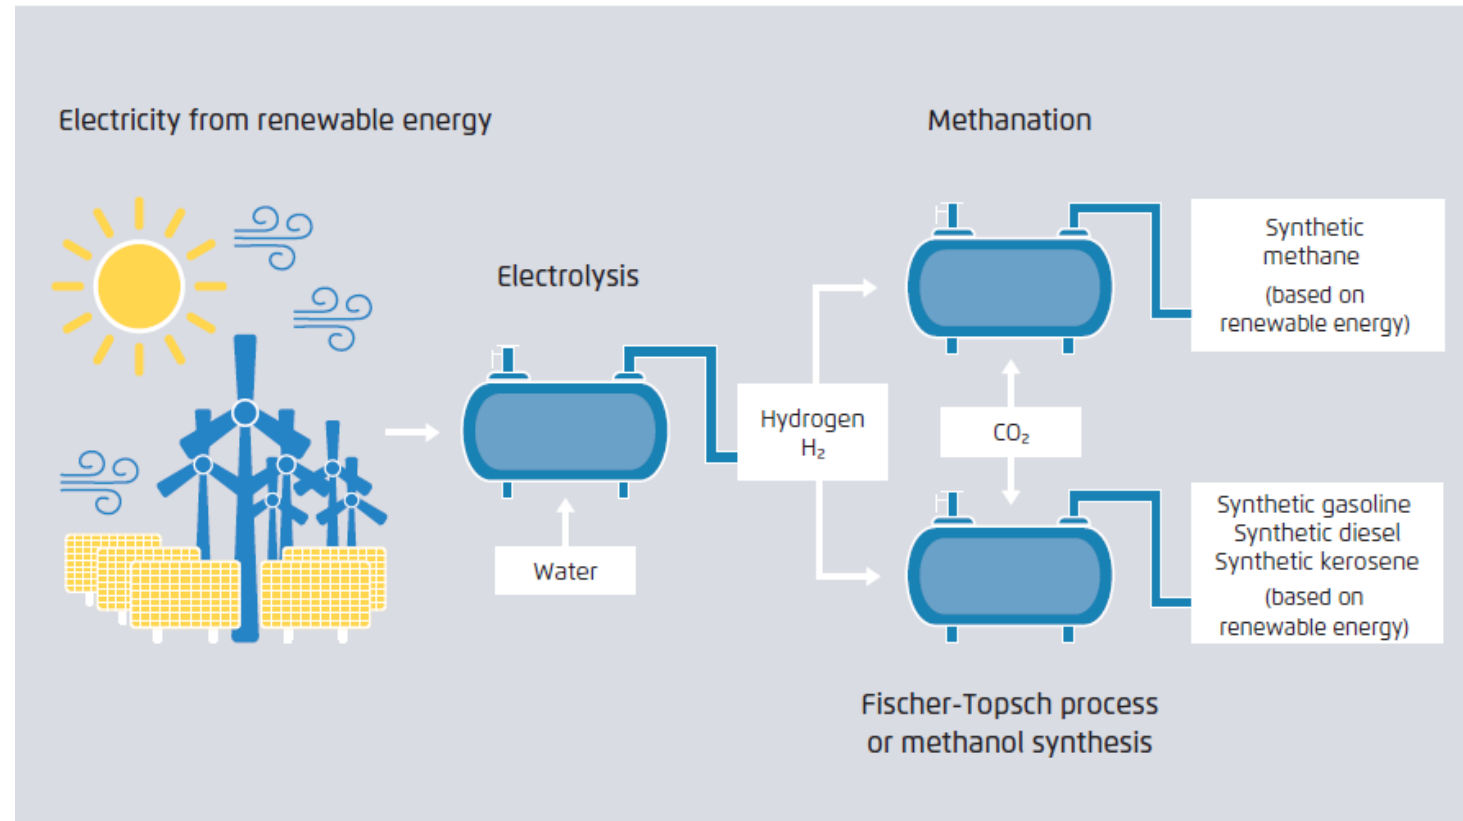 Electricity from renewable energy
Methanation
Electrolysis
Synthetic
methane
(based on
renewable energy)
Hydrogen
H₂
CO₂
Water
Synthetic gasoline
Synthetic diesel
Synthetic kerosene
(based on
renewable energy)
Fischer-Topsch process
or methanol synthesis